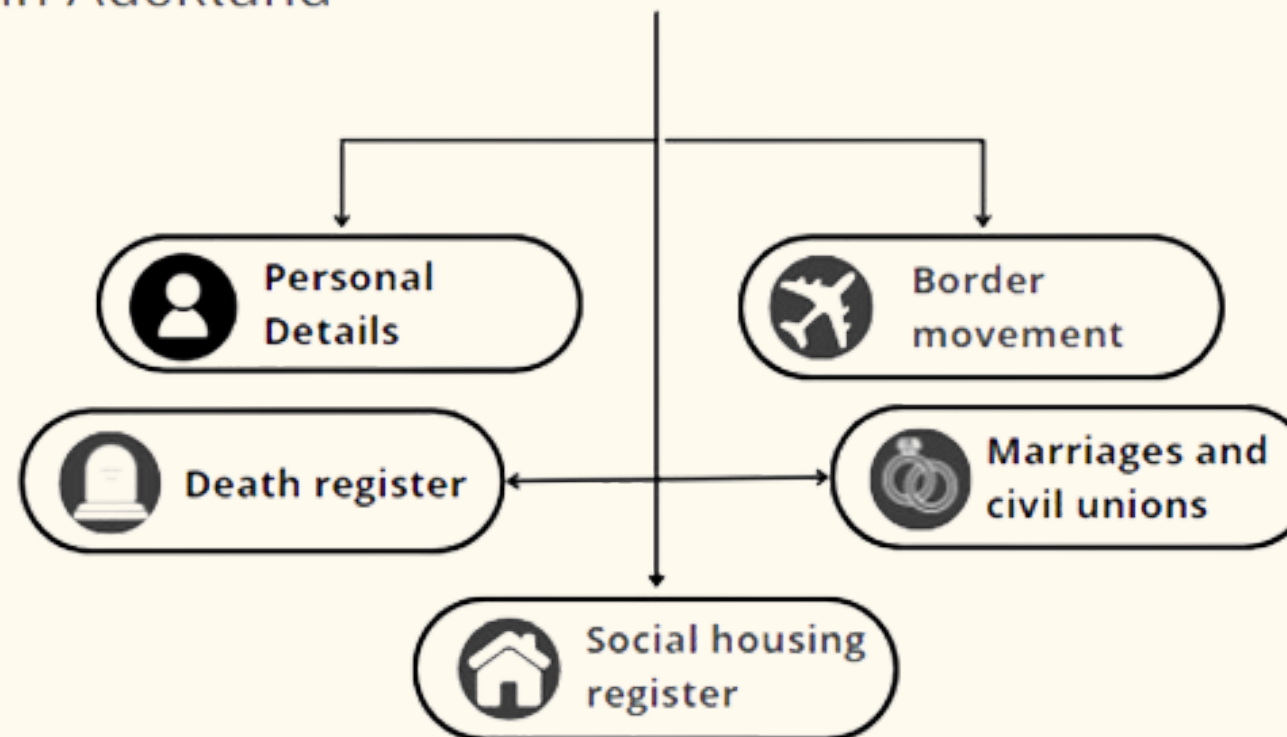 in Auckland
Personal
Details
Border
movement
Death register
Marriages and
civil unions
Social housing
register